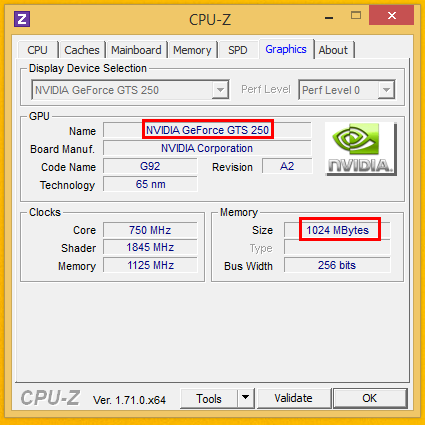 CPU-Z
CPU Caches Mainboard Memory SPD Graphics About
Display Device Selection
NVIDIA GeForce GTS 250 Perf Level Perf Level 0
GPU
Name NVIDIA GeForce GTS 250
Board Manuf. NVIDIA Corporation
Code Name G92 Revision A2
Technology 65 nm
NVIDIA.
Clocks
Core 750 MHz
Shader 1845 MHz
Memory 1125 MHz
Memory
Size 1024 MBytes
Type
Bus Width 256 bits
CPU-Z Ver. 1.71.0.x64 Tools Validate OK